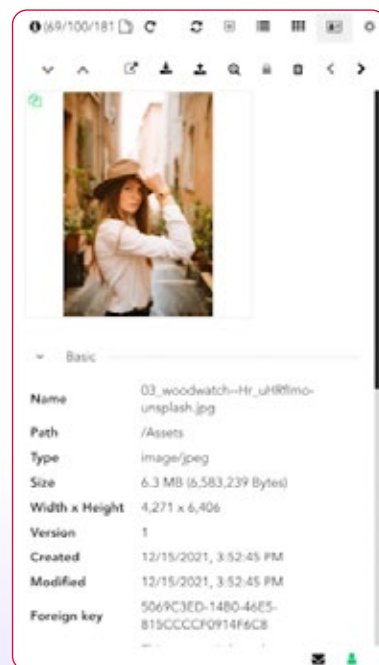 (69/100/181
Basic
Name 03_woodwatch--Hr_uHRflmo-
unsplash.jpg
Path /Assets
Type image/jpeg
Size 6.3 MB (6,583,239 Bytes)
Width x Height 4,271 x 6,406
Version 1
Created 12/15/2021, 3:52:45 PM
Modified 12/15/2021, 3:52:45 PM
Foreign key 5069C3ED-1480-46E5-
815CCCCF0914F6C8